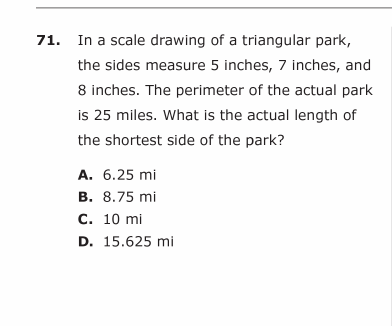 71. In a scale drawing of a triangular park,
the sides measure 5 inches, 7 inches, and
8 inches. The perimeter of the actual park
is 25 miles. What is the actual length of
the shortest side of the park?
A. 6.25 mi
B. 8.75 mi
C. 10 mi
D. 15.625 mi